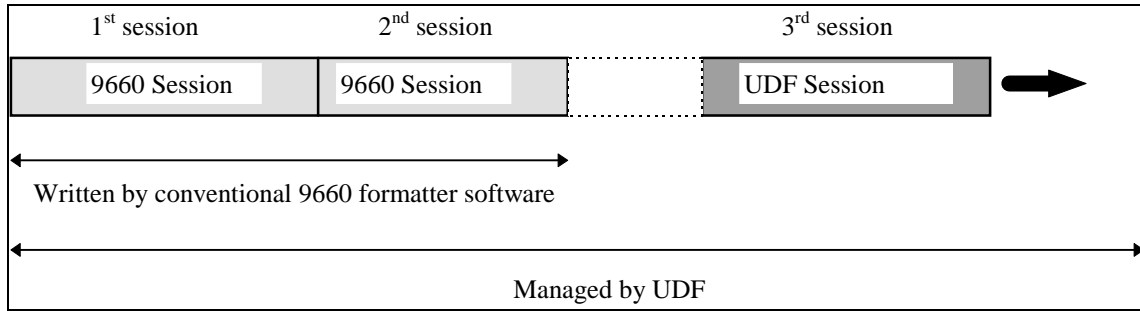 1st session 2nd session 3rd session
9660 Session 9660 Session UDF Session
Written by conventional 9660 formatter software
Managed by UDF